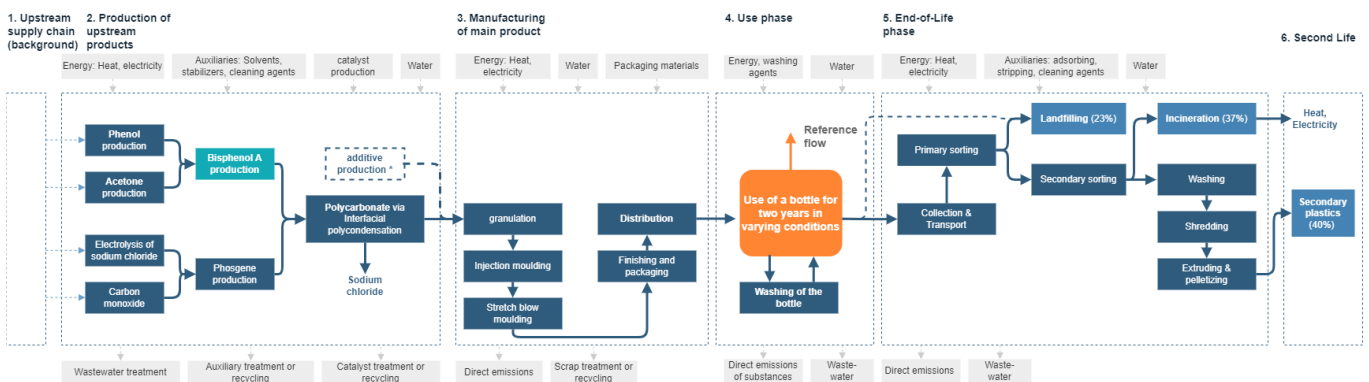 1. Upstream
supply chain
(background)
2. Production of
upstream
products
3. Manufacturing
of main product
4. Use phase
5. End-of-Life
phase
6. Second Life
Energy: Heat, electricity
Auxiliaries: Solvents,
stabilizers, cleaning agents
catalyst
production
Water
Energy: Heat,
electricity
Water
Packaging materials
Energy, washing
agents
Water
Energy: Heat,
electricity
Auxiliaries: adsorbing,
stripping, cleaning agents
Water
Phenol
production
Acetone
production
Electrolysis of
sodium chloride
Carbon
monoxide
Bisphenol A
production
Phosgene
production
additive
production *
Polycarbonate via
Interfacial
polycondensation
Sodium
chloride
granulation
Injection moulding
Stretch blow
moulding
Distribution
Finishing and
packaging
Reference
flow
Use of a bottle for
two years in
varying conditions
Washing of the
bottle
Primary sorting
Collection &
Transport
Landfilling (23%)
Secondary sorting
Incineration (37%)
Washing
Shredding
Extruding &
pelletizing
Heat,
Electricity
Secondary
plastics
(40%)
Wastewater treatment
Auxiliary treatment or
recycling
Catalyst treatment or
recycling
Direct emissions
Scrap treatment or
recycling
Direct emissions
of substances
Waste-
water
Direct emissions
Waste-
water